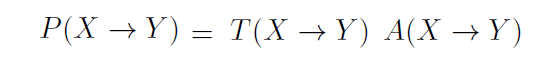 P(X → Y) = T(X → Y) A(X → Y)